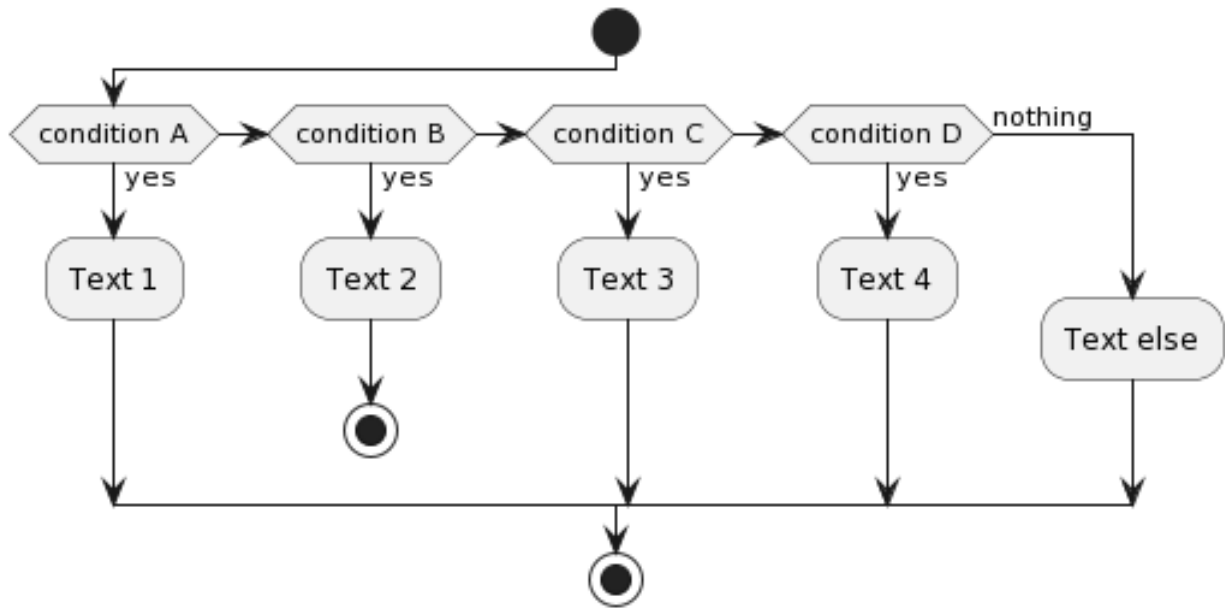 condition A
condition B
condition C
condition D
nothing
yes
yes
yes
yes
Text 1
Text 2
Text 3
Text 4
Text else